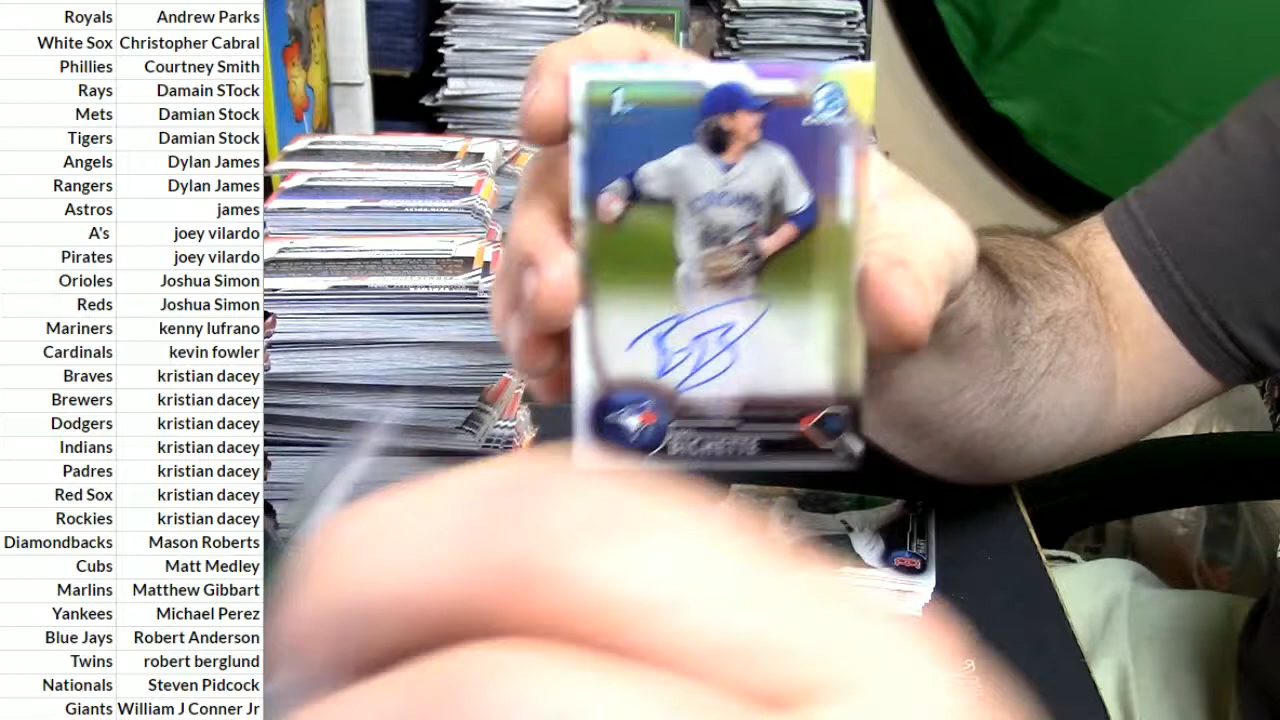 Royals Andrew Parks
White Sox Christopher Cabral
Phillies Courtney Smith
Rays Damain STock
Mets Damian Stock
Tigers Damian Stock
Angels Dylan James
Rangers Dylan James
Astros james
A's joey vilardo
Pirates joey vilardo
Orioles Joshua Simon
Reds Joshua Simon
Mariners kenny lufrano
Cardinals kevin fowler
Braves kristian dacey
Brewers kristian dacey
Dodgers kristian dacey
Indians kristian dacey
Padres kristian dacey
Red Sox kristian dacey
Rockies kristian dacey
Diamondbacks Mason Roberts
Cubs Matt Medley
Marlins Matthew Gibbart
Yankees Michael Perez
Blue Jays Robert Anderson
Twins robert berglund
Nationals Steven Pidcock
Giants William J Conner Jr
BICHETTE